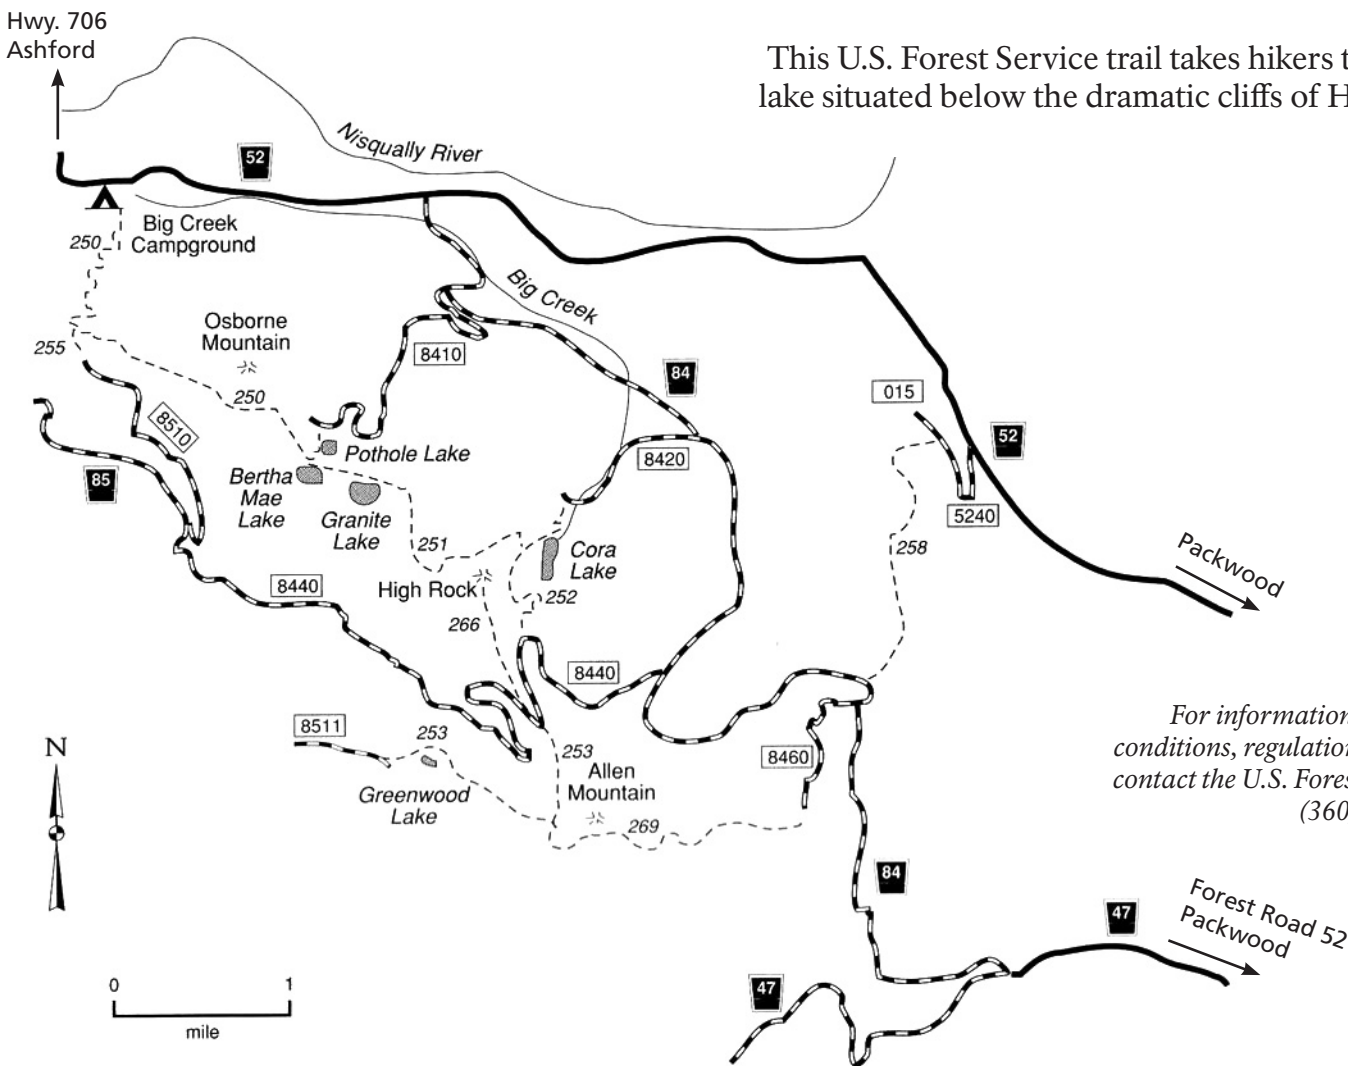 Hwy. 706
Ashford
This U.S. Forest Service trail takes hikers t
lake situated below the dramatic cliffs of H
Nisqually River
52
Big Creek
Campground
250
Big Creek
Osborne
Mountain
255
8410
84
015
250
8510
52
Pothole Lake
8420
85
Bertha
Mae
Lake
Granite
Lake
5240
251
Cora
Lake
258
Packwood
High Rock
8440
252
266
8440
8511
253
253
8460
Allen
Mountain
Greenwood
Lake
269
For information
conditions, regulation
contact the U.S. Fores
(360
N
84
47
Forest Road 52
Packwood
47
0
1
mile